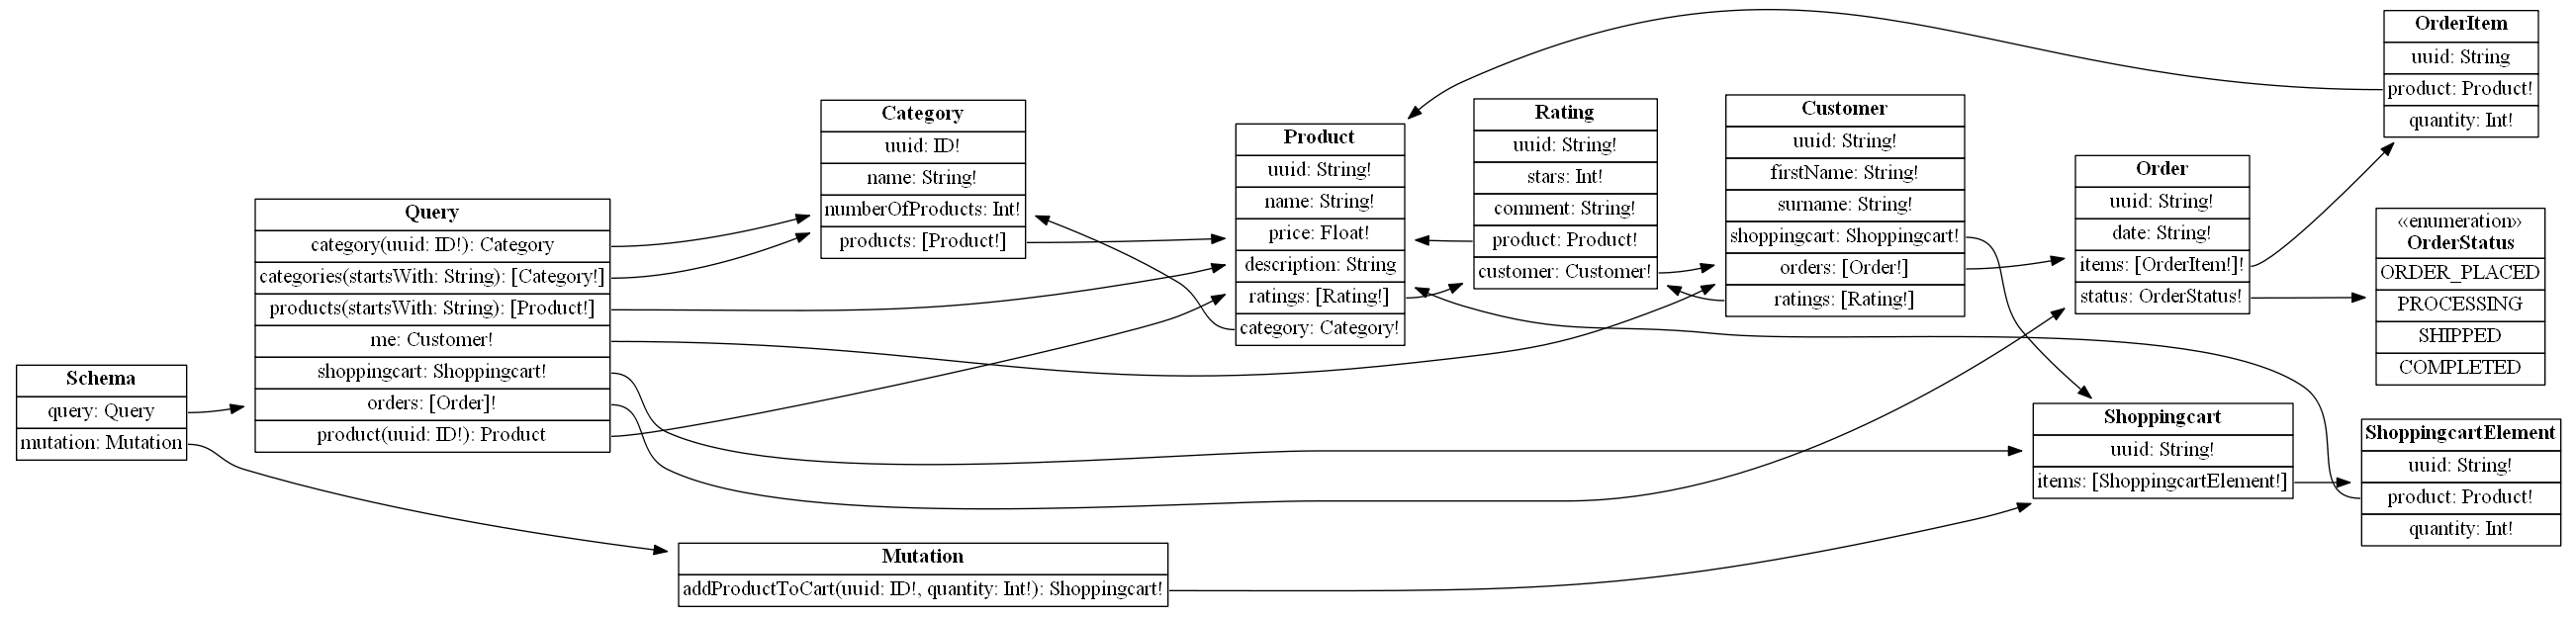 Schema
query: Query
mutation: Mutation
Query
category(uuid: ID!): Category
categories(startsWith: String): [Category!]
products(startsWith: String): [Product!]
me: Customer!
shoppingcart: Shoppingcart!
orders: [Order]!
product(uuid: ID!): Product
Mutation
addProductToCart(uuid: ID!, quantity: Int!): Shoppingcart!
Category
uuid: ID!
name: String!
numberOfProducts: Int!
products: [Product!]
Product
uuid: String!
name: String!
price: Float!
description: String
ratings: [Rating!]
category: Category!
Rating
uuid: String!
stars: Int!
comment: String!
product: Product!
customer: Customer!
Customer
uuid: String!
firstName: String!
surname: String!
shoppingcart: Shoppingcart!
orders: [Order!]
ratings: [Rating!]
Order
uuid: String!
date: String!
items: [OrderItem!]!
status: OrderStatus!
Shoppingcart
uuid: String!
items: [ShoppingcartElement!]
OrderItem
uuid: String
product: Product!
quantity: Int!
«enumeration»
OrderStatus
ORDER_PLACED
PROCESSING
SHIPPED
COMPLETED
ShoppingcartElement
uuid: String!
product: Product!
quantity: Int!